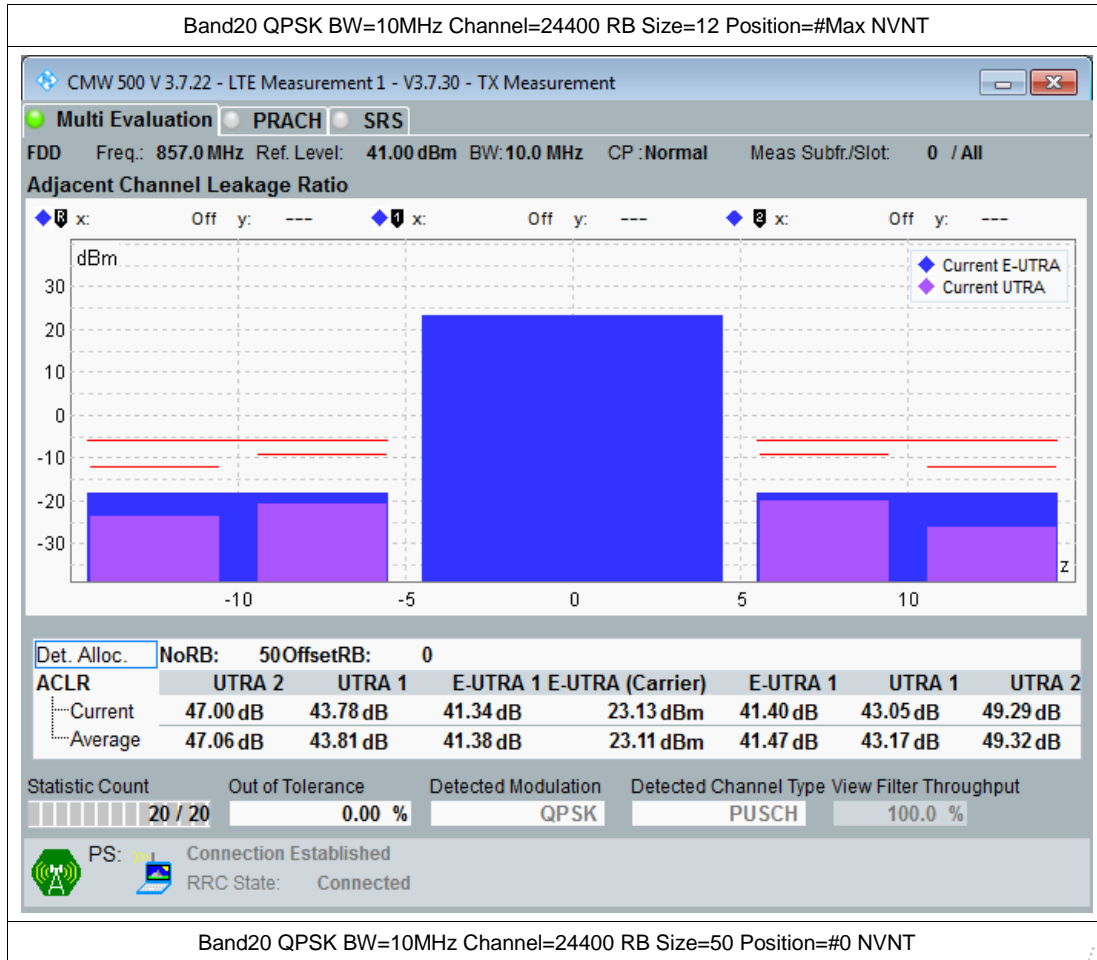 Band20 QPSK BW=10MHz Channel=24400 RB Size=12 Position=#Max NVNT
CMW 500 V 3.7.22 - LTE Measurement 1 - V3.7.30 - TX Measurement
Multi Evaluation PRACH SRS
FDD Freq.: 857.0 MHz Ref. Level: 41.00 dBm BW: 10.0 MHz CP : Normal Meas Subfr./Slot: 0 / All
Adjacent Channel Leakage Ratio
R x: Off y: --- 1 x: Off y: --- 2 x: Off y: ---
dBm
Current E-UTRA
Current UTRA
30
20
10
0
-10
-20
-30
z
-10 -5 0 5 10
Det. Alloc. NoRB: 50 OffsetRB: 0
ACLR UTRA 2 UTRA 1 E-UTRA 1 E-UTRA (Carrier) E-UTRA 1 UTRA 1 UTRA 2
Current 47.00 dB 43.78 dB 41.34 dB 23.13 dBm 41.40 dB 43.05 dB 49.29 dB
Average 47.06 dB 43.81 dB 41.38 dB 23.11 dBm 41.47 dB 43.17 dB 49.32 dB
Statistic Count Out of Tolerance Detected Modulation Detected Channel Type View Filter Throughput
20 / 20 0.00 % QPSK PUSCH 100.0 %
PS: Connection Established
RRC State: Connected
Band20 QPSK BW=10MHz Channel=24400 RB Size=50 Position=#0 NVNT